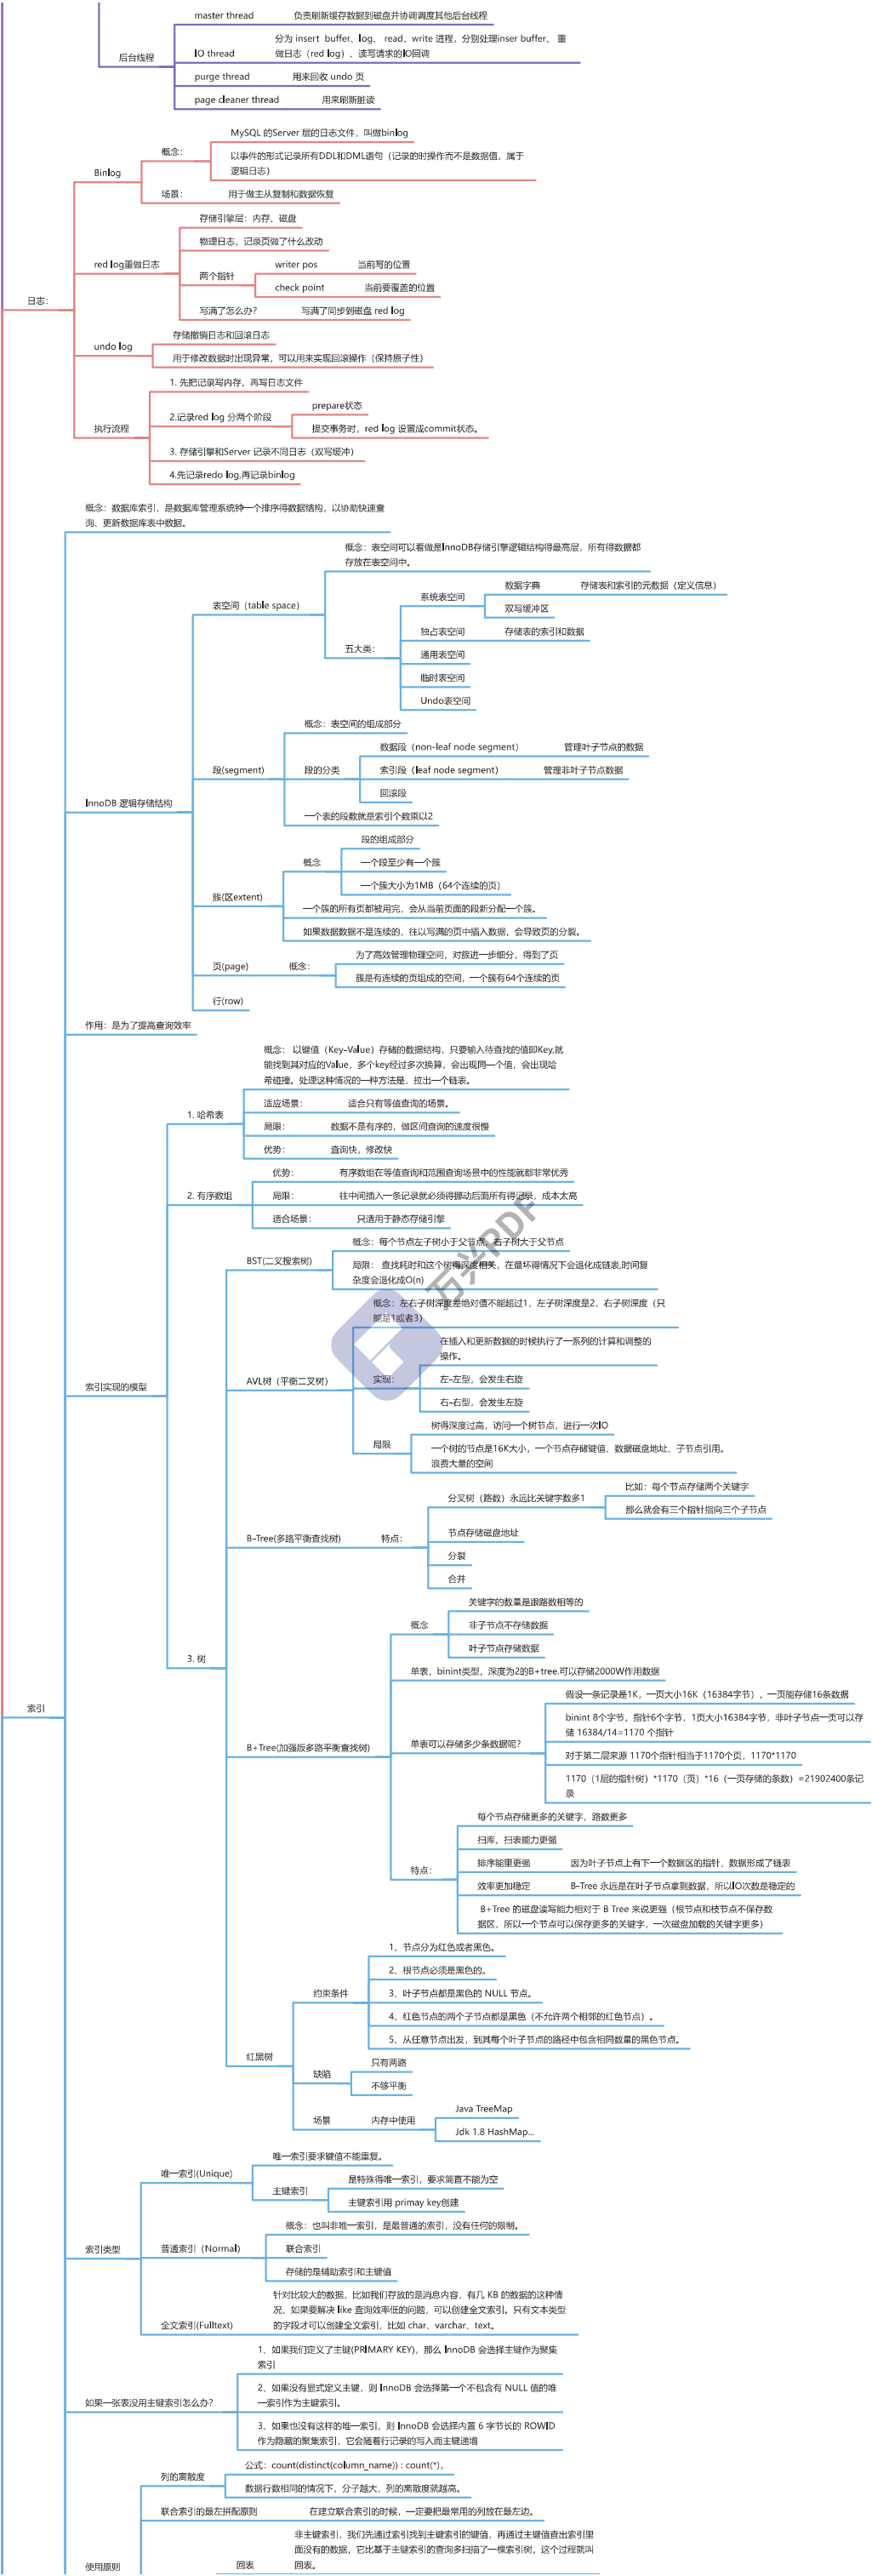 master thread 负责刷新缓存数据到磁盘并协调调度其他后台线程
分为 insert buffer、log、 read、write 进程，分别处理inser buffer、 重
IO thread 做日志（red log）、读写请求的IO回调
后台线程
purge thread 用来回收 undo 页
page cleaner thread 用来刷新脏读
MySQL 的Server 层的日志文件，叫做binlog
概念：
以事件的形式记录所有DDL和DML语句（记录的时操作而不是数据值，属于
逻辑日志）
Binlog
场景： 用于做主从复制和数据恢复
存储引擎层：内存、磁盘
物理日志，记录页做了什么改动
red log重做日志
两个指针
writer pos 当前写的位置
check point 当前要覆盖的位置
日志：
写满了怎么办？ 写满了同步到磁盘 red log
存储撤销日志和回滚日志
undo log
用于修改数据时出现异常，可以用来实现回滚操作（保持原子性）
1. 先把记录写内存，再写日志文件
prepare状态
2.记录red log 分两个阶段
提交事务时，red log 设置成commit状态。
执行流程
3. 存储引擎和Server 记录不同日志（双写缓冲）
4.先记录redo log,再记录binlog
概念：数据库索引，是数据库管理系统钟一个排序得数据结构，以协助快速查
询、更新数据库表中数据。
概念：表空间可以看做是InnoDB存储引擎逻辑结构得最高层，所有得数据都
存放在表空间中。
数据字典 存储表和索引的元数据（定义信息）
系统表空间
双写缓冲区
表空间（table space）
独占表空间 存储表的索引和数据
五大类：
通用表空间
临时表空间
Undo表空间
概念：表空间的组成部分
数据段（non-leaf node segment） 管理叶子节点的数据
段(segment) 段的分类 索引段（leaf node segment） 管理非叶子节点数据
回滚段
InnoDB 逻辑存储结构
一个表的段数就是索引个数乘以2
段的组成部分
概念 一个段至少有一个簇
一个簇大小为1MB（64个连续的页）
簇(区extent)
一个簇的所有页都被用完，会从当前页面的段新分配一个簇。
如果数据数据不是连续的，往以写满的页中插入数据，会导致页的分裂。
为了高效管理物理空间，对簇进一步细分，得到了页
页(page) 概念：
簇是有连续的页组成的空间，一个簇有64个连续的页
行(row)
作用：是为了提高查询效率
概念： 以键值（Key-Value）存储的数据结构，只要输入待查找的值即Key,就
能找到其对应的Value，多个key经过多次换算，会出现同一个值，会出现哈
希碰撞。处理这种情况的一种方法是，拉出一个链表。
1. 哈希表
适应场景： 适合只有等值查询的场景。
局限： 数据不是有序的，做区间查询的速度很慢
优势： 查询快，修改快
优势： 有序数组在等值查询和范围查询场景中的性能就都非常优秀
2. 有序数组 局限： 往中间插入一条记录就必须得挪动后面所有得记录，成本太高
适合场景： 只适用于静态存储引擎
概念：每个节点左子树小于父节点，右子树大于父节点
BST(二叉搜索树)
局限： 查找耗时和这个树得深度相关，在最坏得情况下会退化成链表,时间复
杂度会退化成O(n)
万兴PDF
概念：左右子树深度差绝对值不能超过1，左子树深度是2，右子树深度（只
能是1或者3）
在插入和更新数据的时候执行了一系列的计算和调整的
操作。
AVL树（平衡二叉树） 实现：
左-左型，会发生右旋
索引实现的模型
右-右型，会发生左旋
树得深度过高，访问一个树节点，进行一次IO
局限
一个树的节点是16K大小，一个节点存储键值、数据磁盘地址、子节点引用。
浪费大量的空间
比如：每个节点存储两个关键字
分叉树（路数）永远比关键字数多1
那么就会有三个指针指向三个子节点
B-Tree(多路平衡查找树) 特点：
节点存储磁盘地址
分裂
合并
关键字的数量是跟路数相等的
概念 非子节点不存储数据
叶子节点存储数据
3. 树
单表，binint类型，深度为2的B+tree.可以存储2000W作用数据
索引
假设一条记录是1K，一页大小16K（16384字节），一页能存储16条数据
binint 8个字节，指针6个字节，1页大小16384字节，非叶子节点一页可以存
储 16384/14=1170 个指针
B+Tree(加强版多路平衡查找树) 单表可以存储多少条数据呢？
对于第二层来源 1170个指针相当于1170个页，1170*1170
1170（1层的指针树）*1170（页）*16（一页存储的条数）=21902400条记
录
每个节点存储更多的关键字，路数更多
扫库、扫表能力更强
特点： 排序能里更强 因为叶子节点上有下一个数据区的指针，数据形成了链表
效率更加稳定 B-Tree 永远是在叶子节点拿到数据，所以IO次数是稳定的
B+Tree 的磁盘读写能力相对于 B Tree 来说更强（根节点和枝节点不保存数
据区，所以一个节点可以保存更多的关键字，一次磁盘加载的关键字更多）
1、节点分为红色或者黑色。
2、根节点必须是黑色的。
约束条件 3、叶子节点都是黑色的 NULL 节点。
4、红色节点的两个子节点都是黑色（不允许两个相邻的红色节点）。
5、从任意节点出发，到其每个叶子节点的路径中包含相同数量的黑色节点。
红黑树
只有两路
缺陷
不够平衡
Java TreeMap
场景 内存中使用
Jdk 1.8 HashMap...
唯一索引要求键值不能重复。
唯一索引(Unique)
是特殊得唯一索引，要求简直不能为空
主键索引
主键索引用 primay key创建
概念：也叫非唯一索引，是最普通的索引，没有任何的限制。
索引类型
普通索引（Normal） 联合索引
存储的是辅助索引和主键值
针对比较大的数据，比如我们存放的是消息内容，有几 KB 的数据的这种情
况，如果要解决 like 查询效率低的问题，可以创建全文索引。只有文本类型
的字段才可以创建全文索引，比如 char、varchar、text。
全文索引(Fulltext)
1、如果我们定义了主键(PRIMARY KEY)，那么 InnoDB 会选择主键作为聚集
索引
2、如果没有显式定义主键，则 InnoDB 会选择第一个不包含有 NULL 值的唯
一索引作为主键索引。
如果一张表没用主键索引怎么办？
3、如果也没有这样的唯一索引，则 InnoDB 会选择内置 6 字节长的 ROWID
作为隐藏的聚集索引，它会随着行记录的写入而主键递增
公式：count(distinct(column_name)) : count(*)，
列的离散度
数据行数相同的情况下，分子越大，列的离散度就越高。
联合索引的最左拼配原则 在建立联合索引的时候，一定要把最常用的列放在最左边。
使用原则
非主键索引，我们先通过索引找到主键索引的键值，再通过主键值查出索引里
回表 面没有的数据，它比基于主键索引的查询多扫描了一棵索引树，这个过程就叫
回表。